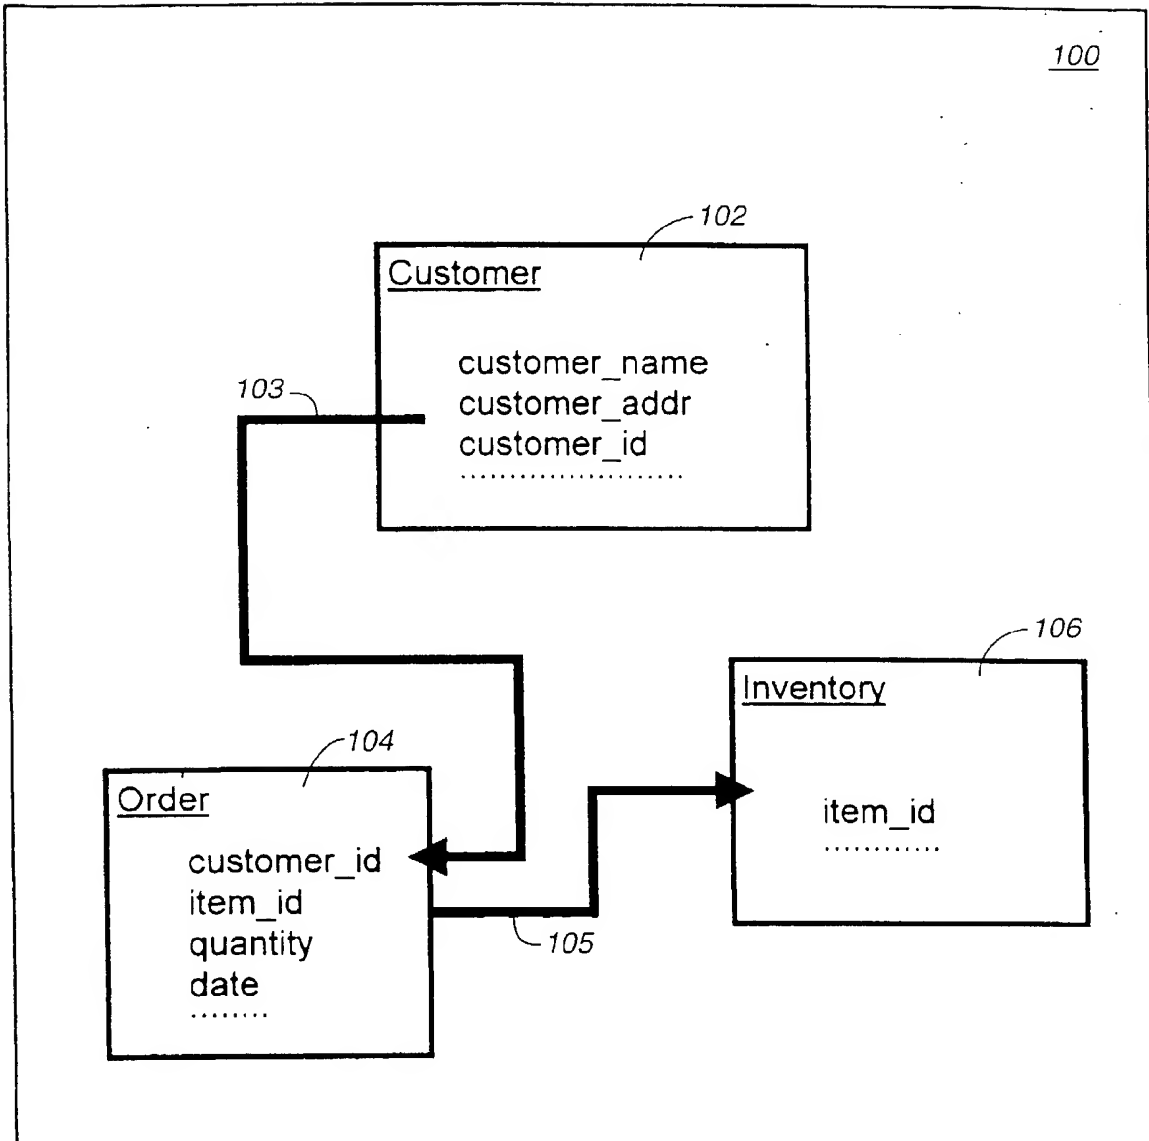 100
102
Customer
customer_name
103
customer_addr
customer_id
......................
106
Inventory
104
Order
item_id
............
customer_id
item_id
quantity
105
date
........